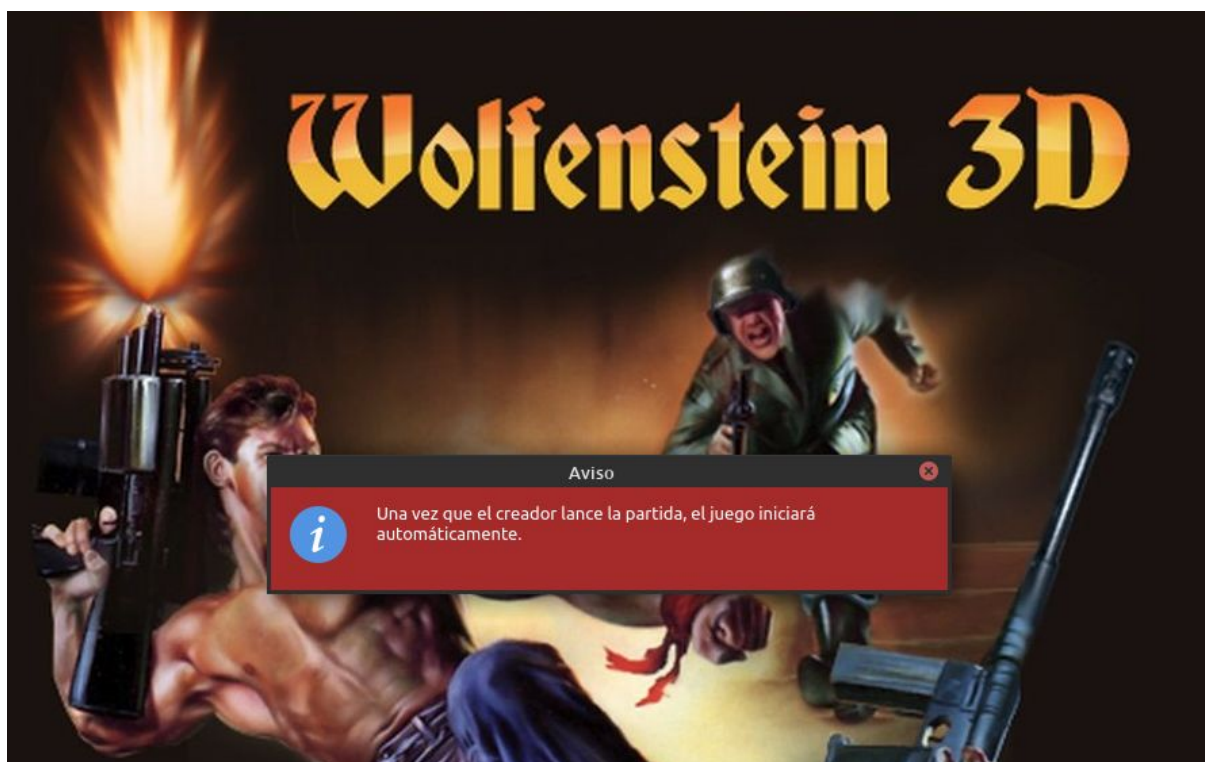 Wolfenstein 3D
Aviso
Una vez que el creador lance la partida, el juego iniciará
automáticamente.